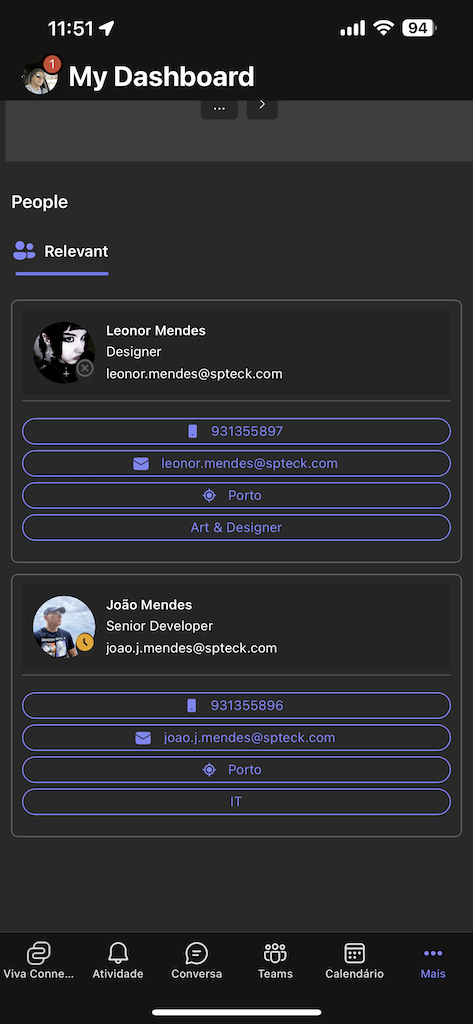 11:51
94
1
My Dashboard
...
People
Relevant
Leonor Mendes
Designer
leonor.mendes@spteck.com
931355897
leonor.mendes@spteck.com
Porto
Art & Designer
João Mendes
Senior Developer
joao.j.mendes@spteck.com
931355896
joao.j.mendes@spteck.com
Porto
IT
Viva Conne... Atividade Conversa Teams Calendário Mais